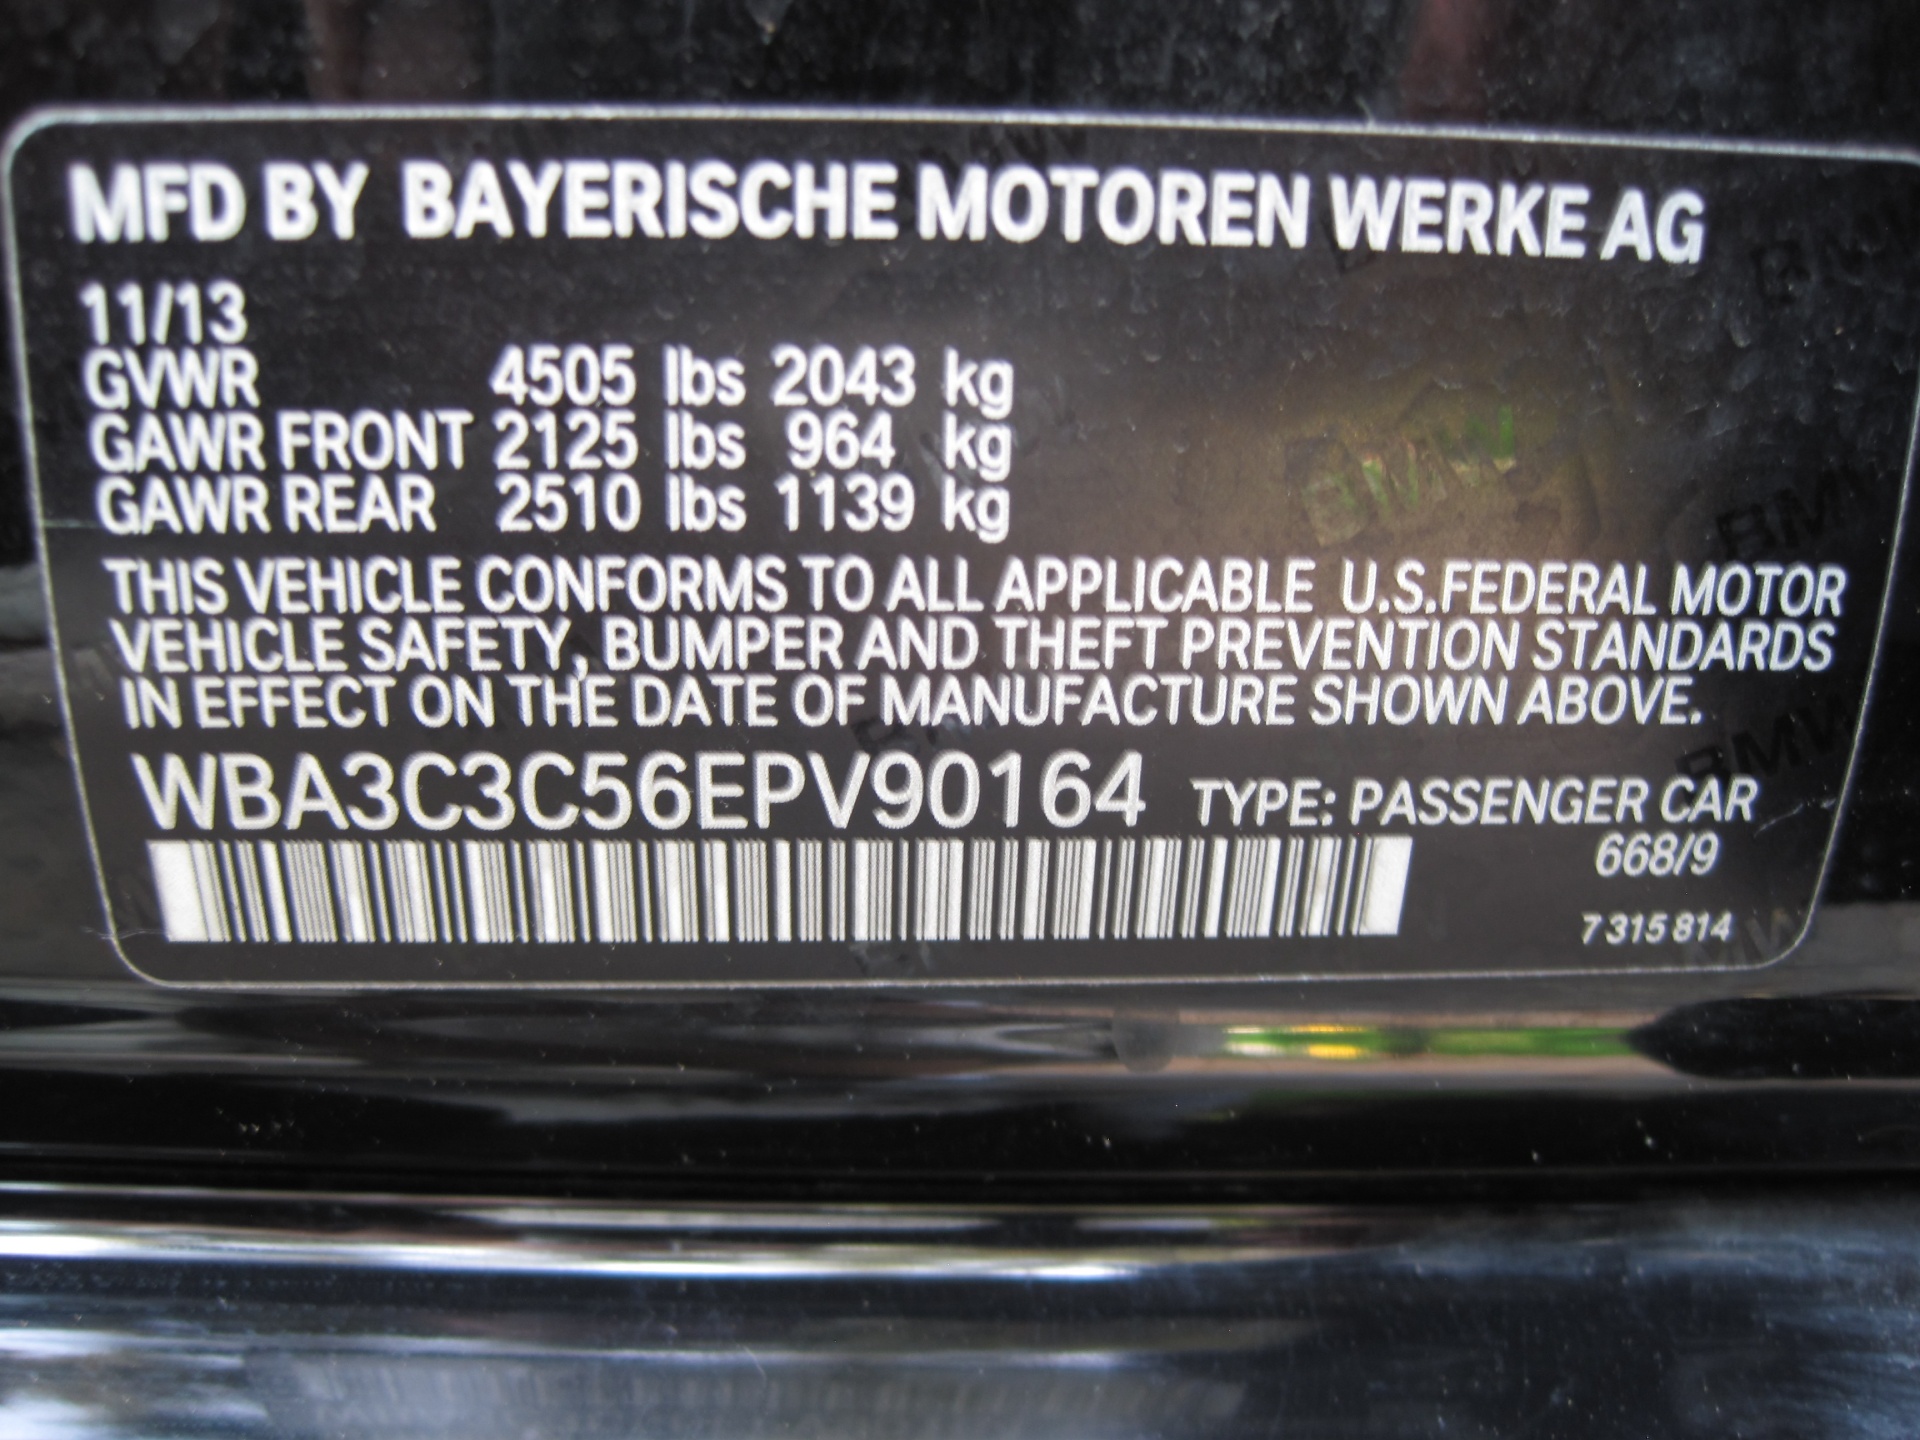 MFD BY BAYERISCHE MOTOREN WERKE AG
11/13
GVWR 4505 lbs 2043 kg
GAWR FRONT 2125 lbs 964 kg
GAWR REAR 2510 lbs 1139 kg
THIS VEHICLE CONFORMS TO ALL APPLICABLE U.S.FEDERAL MOTOR
VEHICLE SAFETY, BUMPER AND THEFT PREVENTION STANDARDS
IN EFFECT ON THE DATE OF MANUFACTURE SHOWN ABOVE.
WBA3C3C56EPV90164 TYPE: PASSENGER CAR
668/9
7 315 814
BMW
BMW
BMW